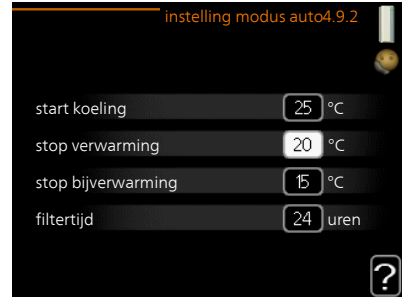 instelling modus auto4.9.2
start koeling 25 °C
stop verwarming 20 °C
stop bijverwarming 15 °C
filtertijd 24 uren
?